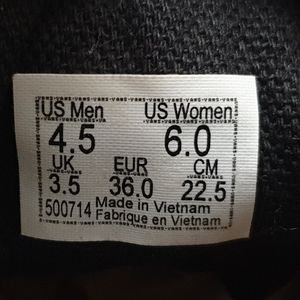 US Men US Women
4.5 6.0
UK EUR CM
3.5 36.0 22.5
500714 Made in Vietnam
Fabrique en Vietnam